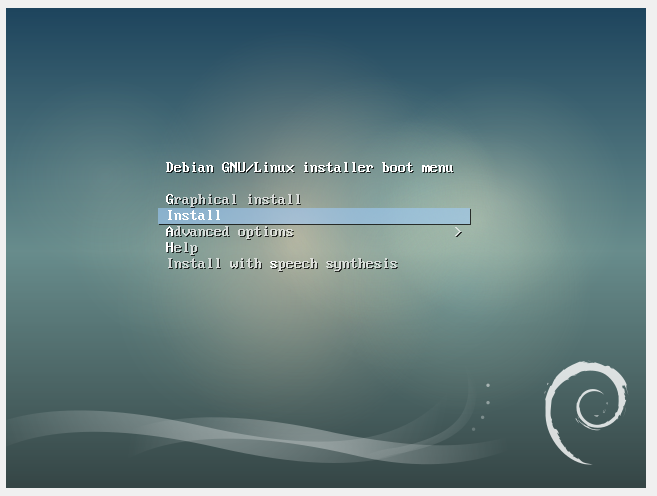 Debian GNU/Linux installer boot menu
Graphical install
Install
Advanced options >
Help
Install with speech synthesis